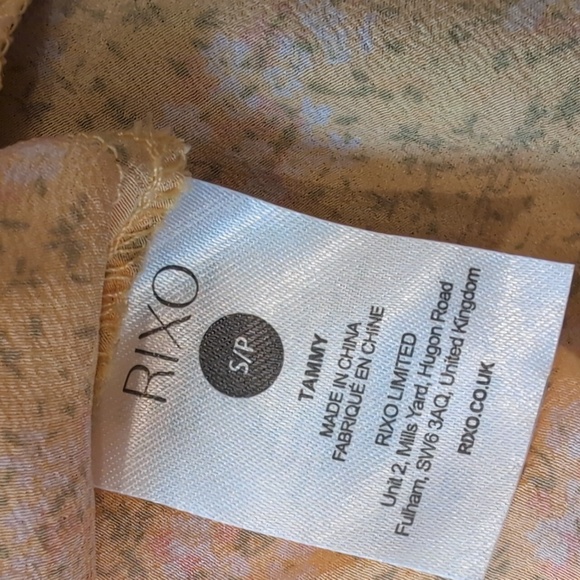 RIXO
S/P
TAMMY
MADE IN CHINA
FABRIQUÉ EN CHINE
RIXO LIMITED
Unit 2, Mills Yard, Hugon Road
Fulham, SW6 3AQ, United Kingdom
RIXO.CO.UK